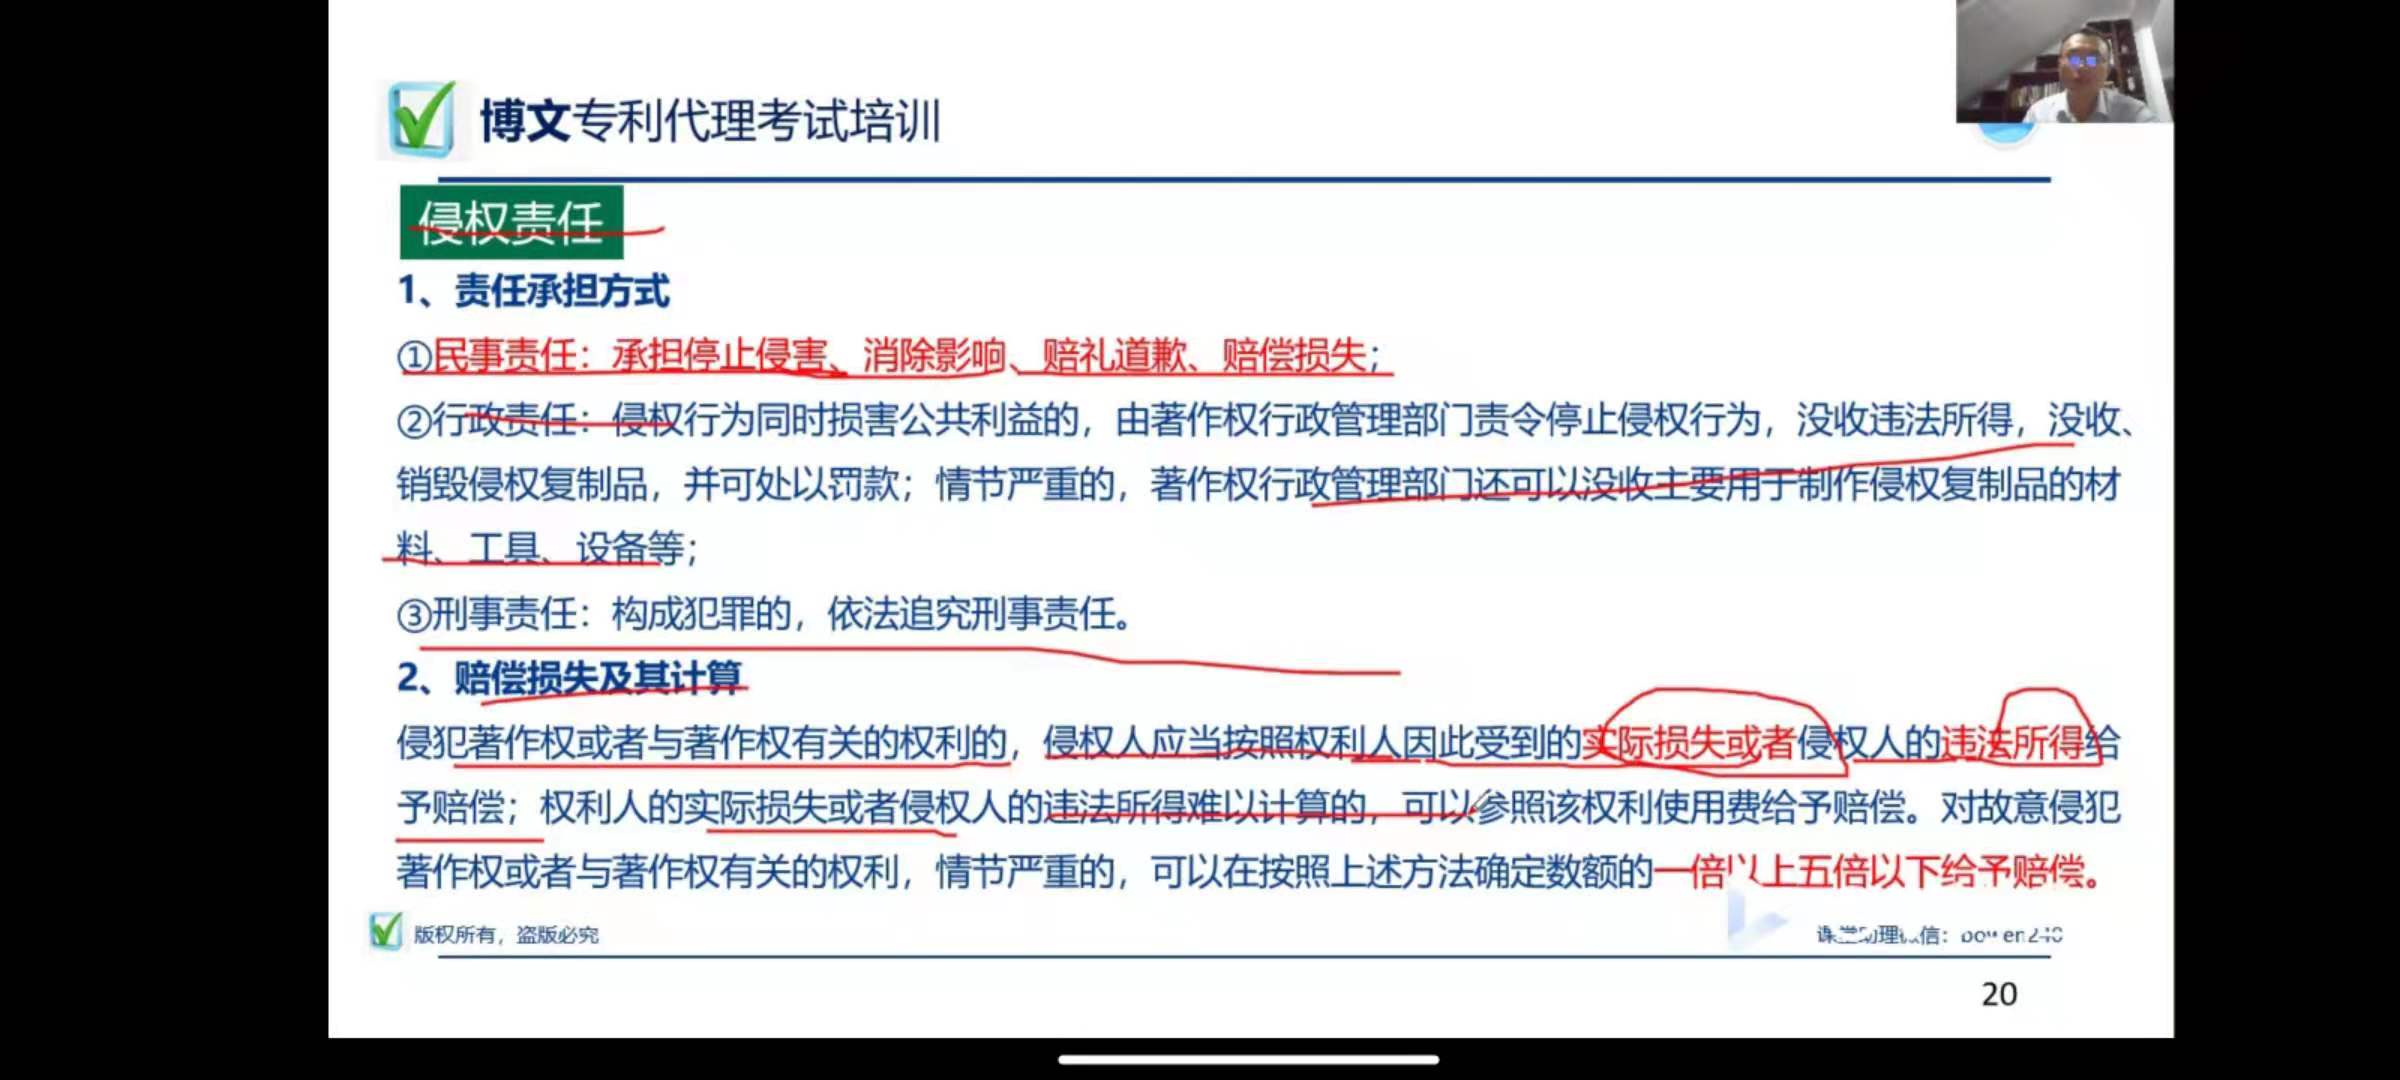 博文专利代理考试培训
侵权责任
1、责任承担方式
①民事责任：承担停止侵害、消除影响、赔礼道歉、赔偿损失；
②行政责任：侵权行为同时损害公共利益的，由著作权行政管理部门责令停止侵权行为，没收违法所得，没收、
销毁侵权复制品，并可处以罚款；情节严重的，著作权行政管理部门还可以没收主要用于制作侵权复制品的材
料、工具、设备等；
③刑事责任：构成犯罪的，依法追究刑事责任。
2、赔偿损失及其计算
侵犯著作权或者与著作权有关的权利的，侵权人应当按照权利人因此受到的实际损失或者侵权人的违法所得给
予赔偿；权利人的实际损失或者侵权人的违法所得难以计算的，可以参照该权利使用费给予赔偿。对故意侵犯
著作权或者与著作权有关的权利，情节严重的，可以在按照上述方法确定数额的一倍以上五倍以下给予赔偿。
版权所有，盗版必究
20